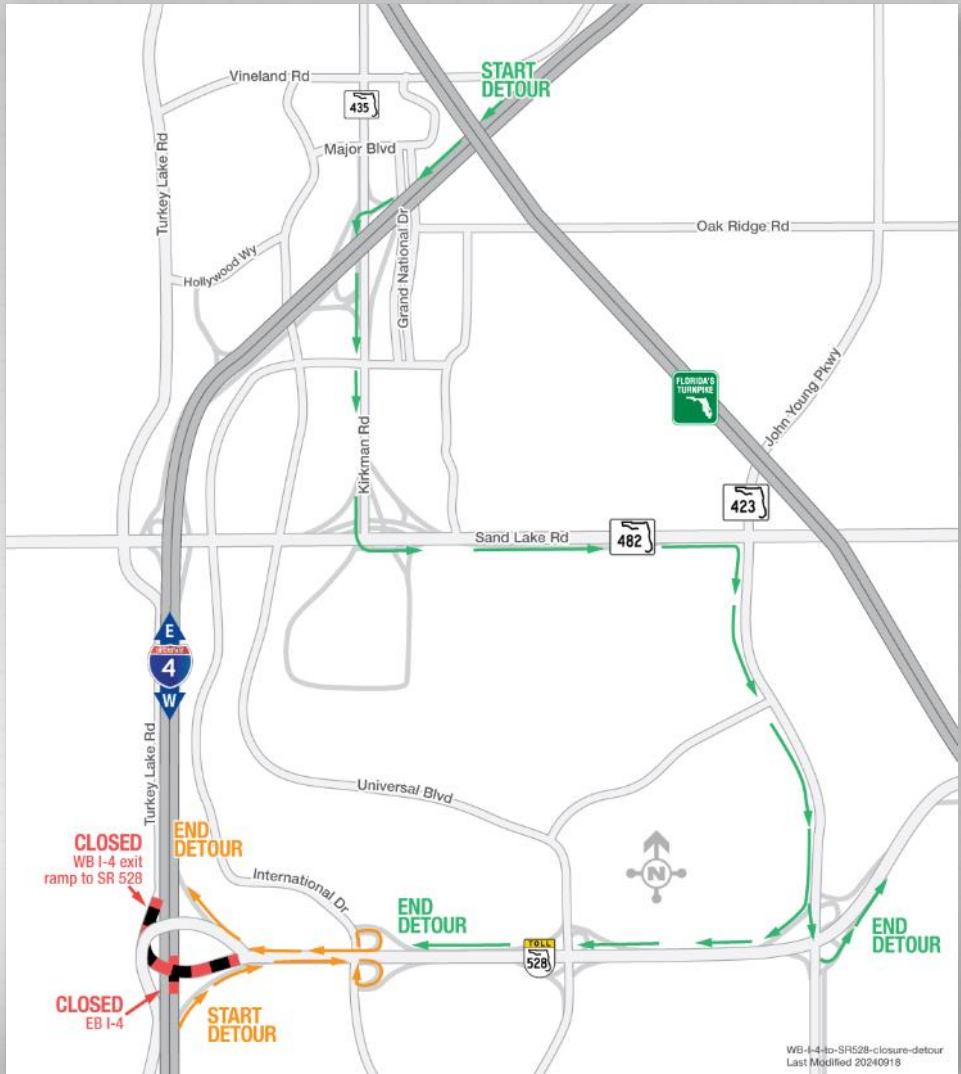 Vineland Rd
START
DETOUR
435
Major Blvd
Turkey Lake Rd
Oak Ridge Rd
Grand National Dr
Hollywood Wy
FLORIDA'S
TURNPIKE
John Young Pkwy
Kirkman Rd
423
Sand Lake Rd
482
E
4
W
Turkey Lake Rd
Universal Blvd
END
DETOUR
CLOSED
WB I-4 exit
ramp to SR 528
International Dr
N
END
DETOUR
END
DETOUR
TOLL
528
CLOSED
EB I-4
START
DETOUR
WB-I-4-to-SR528-closure-detour
Last Modified 20240918